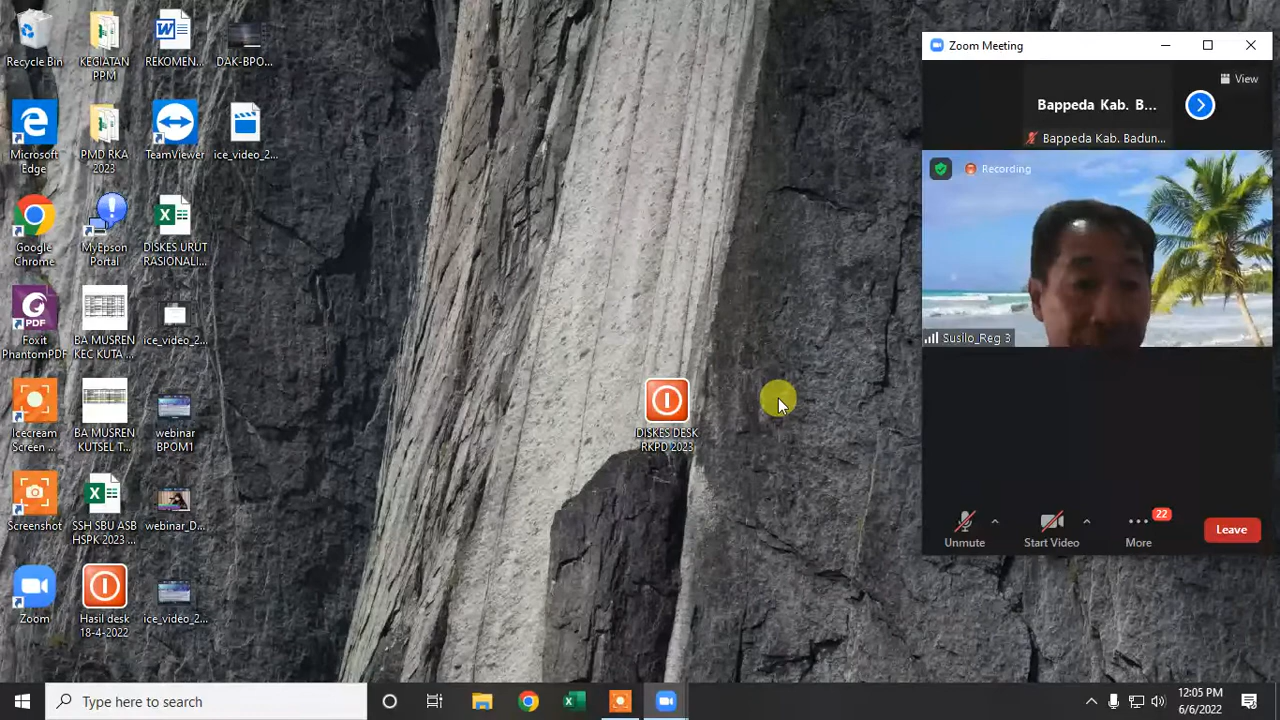 Recycle Bin
KEGIATAN
PPM
REKOMEN...
DAK-BPO...
Microsoft
Edge
PMD RKA
2023
TeamViewer
ice_video_2...
Google
Chrome
MyEpson
Portal
DISKES URUT
RASIONALI...
Foxit
PhantomPDF
PDF
BA MUSREN
KEC KUTA ...
ice_video_2...
Icecream
Screen ...
BA MUSREN
KUTSEL T...
webinar
BPOM1
Screenshot
SSH SBU ASB
HSPK 2023 ...
webinar_D...
Zoom
Hasil desk
18-4-2022
ice_video_2...
DISKES DESK
RKPD 2023
Zoom Meeting
View
Bappeda Kab. B...
Bappeda Kab. Badun...
Recording
Susilo_Reg 3
22
Unmute
Start Video
More
Leave
Type here to search
12:05 PM
6/6/2022